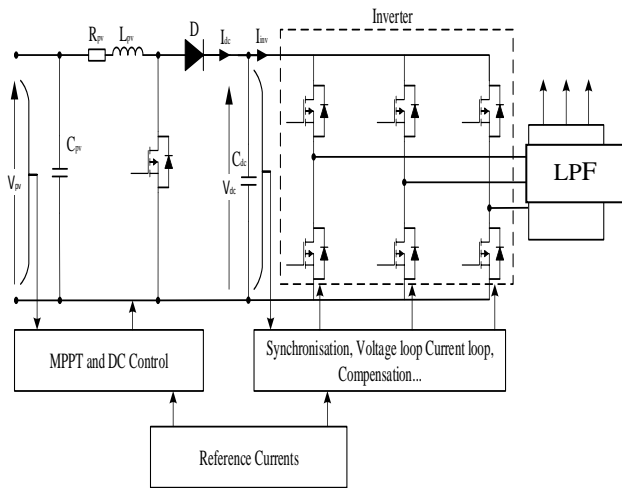 Inverter
Rpv
Lpv
D
Idc
Iinv
Cpv
Vpv
Cdc
Vdc
LPF
MPPT and DC Control
Synchronisation, Voltage loop Current loop,
Compensation...
Reference Currents